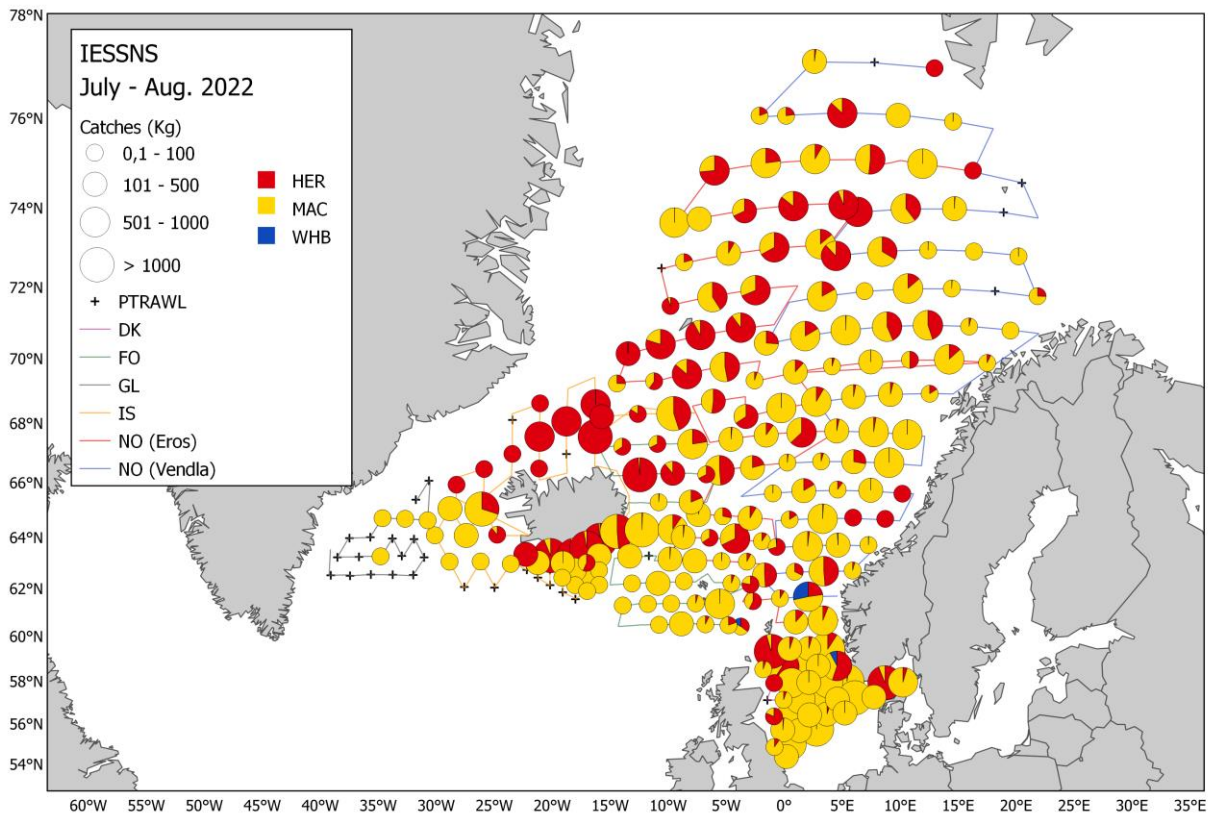 78°N
76°N
74°N
72°N
70°N
68°N
66°N
64°N
62°N
60°N
58°N
56°N
54°N
IESSNS
July - Aug. 2022
Catches (Kg)
0,1 - 100
101 - 500
501 - 1000
> 1000
HER
MAC
WHB
PTRAWL
DK
FO
GL
IS
NO (Eros)
NO (Vendla)
60°W 55°W 50°W 45°W 40°W 35°W 30°W 25°W 20°W 15°W 10°W 5°W 0° 5°E 10°E 15°E 20°E 25°E 30°E 35°E